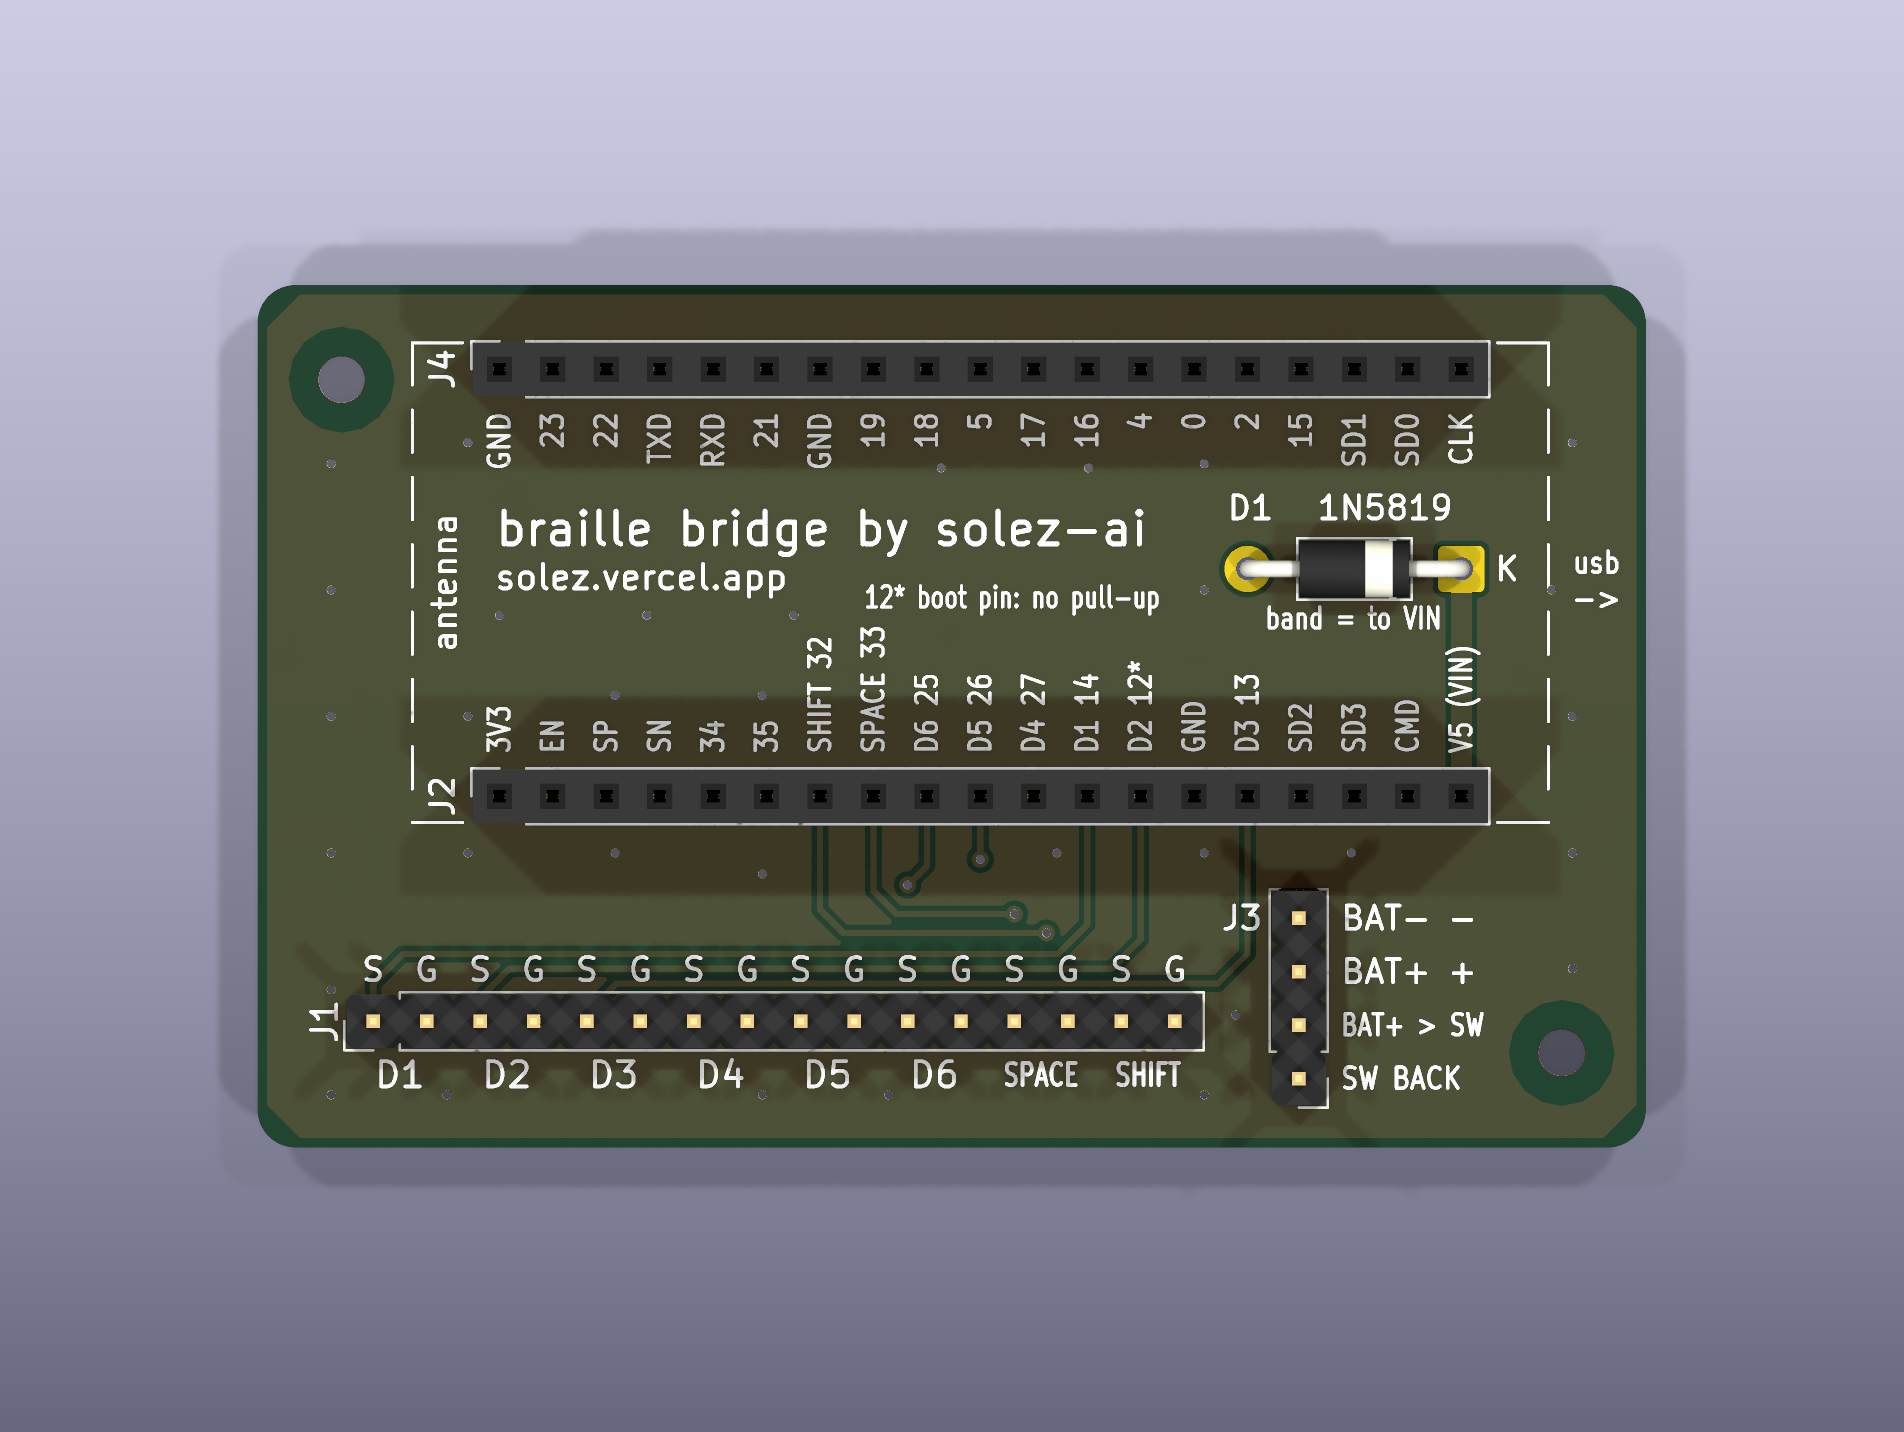 J4
GND 23 22 TXD RXD 21 GND 19 18 5 17 16 4 0 2 15 SD1 SD0 CLK
D1 1N5819
braille bridge by solez-ai
solez.vercel.app
antenna
12* boot pin: no pull-up
K
usb
->
band = to VIN
3V3 EN SP SN 34 35 SHIFT 32 SPACE 33 D6 25 D5 26 D4 27 D1 14 D2 12* GND D3 13 SD2 SD3 CMD V5 (VIN)
J2
J3
BAT- -
BAT+ +
BAT+ > SW
SW BACK
S G S G S G S G S G S G S G S G
J1
D1 D2 D3 D4 D5 D6 SPACE SHIFT